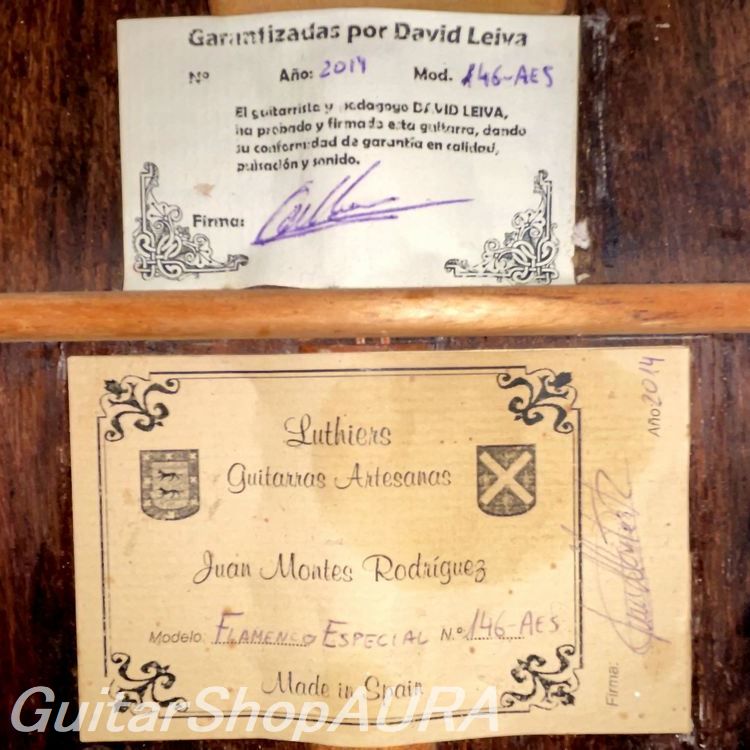 Garantizadas por David Leiva
Nº Año: 2014 Mod. 146-AES
El guitarrista y pedagogo DAVID LEIVA,
ha probado y firmado esta guitarra, dando
su conformidad de garantía en calidad,
pulsación y sonido.
Firma:
Luthiers
Guitarras Artesanas
Juan Montes Rodríguez
Modelo: FLAMENCO ESPECIAL N.º 146-AES
Made in Spain
Firma: Año 2014
GuitarShopAURA